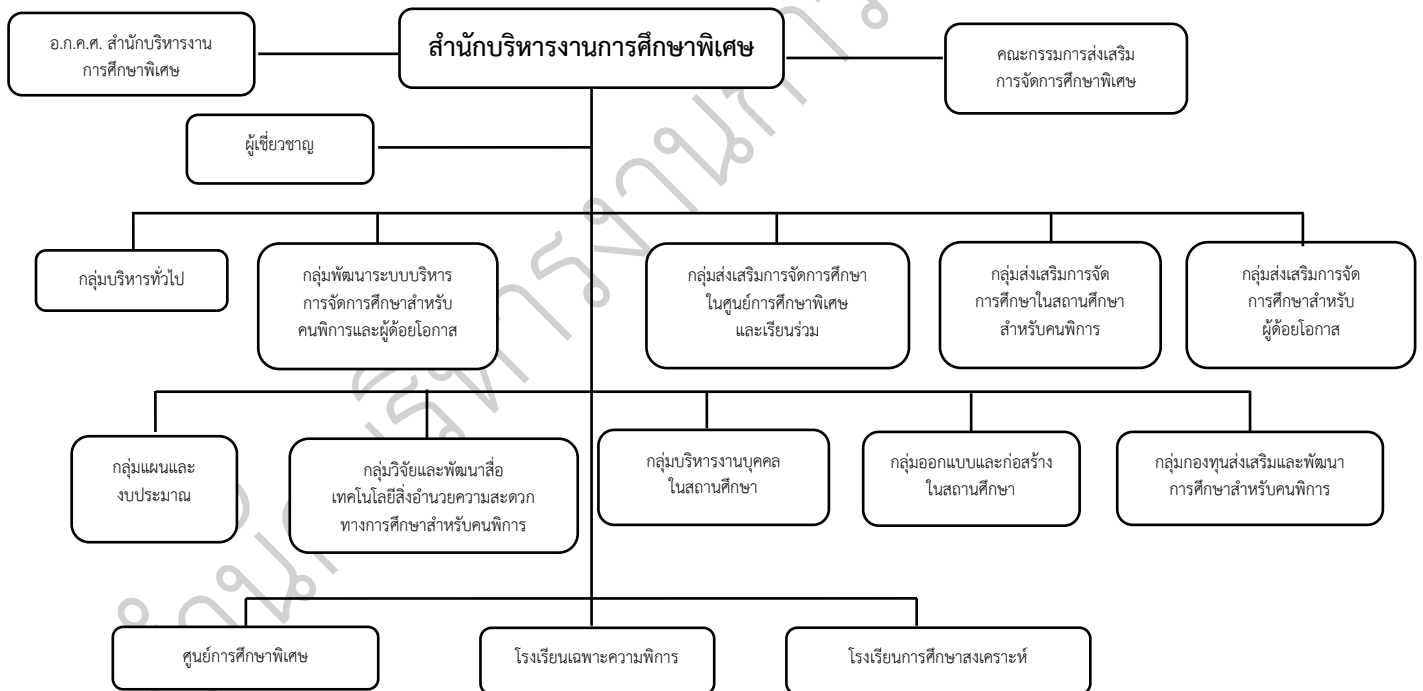 อ.ก.ค.ศ. สำนักบริหารงาน
การศึกษาพิเศษ
สำนักบริหารงานการศึกษาพิเศษ
คณะกรรมการส่งเสริม
การจัดการศึกษาพิเศษ
ผู้เชี่ยวชาญ
กลุ่มบริหารทั่วไป
กลุ่มพัฒนาระบบบริหาร
การจัดการศึกษาสำหรับ
คนพิการและผู้ด้อยโอกาส
กลุ่มส่งเสริมการจัดการศึกษา
ในศูนย์การศึกษาพิเศษ
และเรียนร่วม
กลุ่มส่งเสริมการจัด
การศึกษาในสถานศึกษา
สำหรับคนพิการ
กลุ่มส่งเสริมการจัด
การศึกษาสำหรับ
ผู้ด้อยโอกาส
กลุ่มแผนและ
งบประมาณ
กลุ่มวิจัยและพัฒนาสื่อ
เทคโนโลยีสิ่งอำนวยความสะดวก
ทางการศึกษาสำหรับคนพิการ
กลุ่มบริหารงานบุคคล
ในสถานศึกษา
กลุ่มออกแบบและก่อสร้าง
ในสถานศึกษา
กลุ่มกองทุนส่งเสริมและพัฒนา
การศึกษาสำหรับคนพิการ
ศูนย์การศึกษาพิเศษ
โรงเรียนเฉพาะความพิการ
โรงเรียนการศึกษาสงเคราะห์